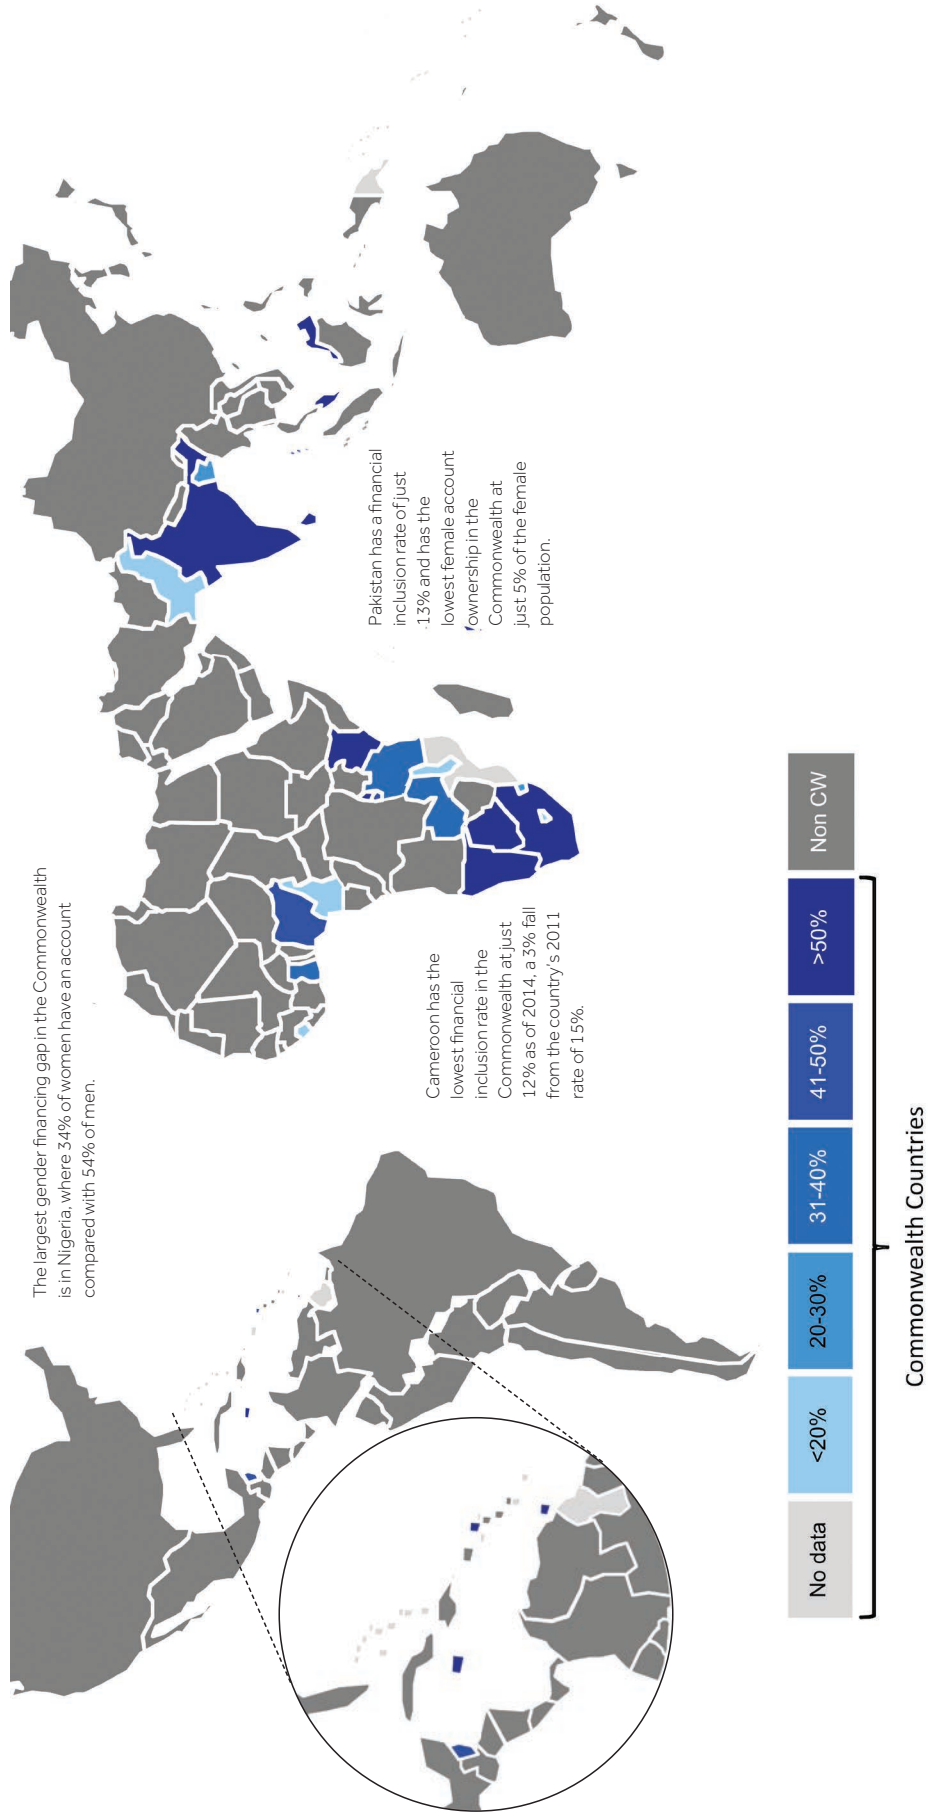 The largest gender financing gap in the Commonwealth
is in Nigeria, where 34% of women have an account
compared with 54% of men.
Cameroon has the
lowest financial
inclusion rate in the
Commonwealth at just
12% as of 2014, a 3% fall
from the country's 2011
rate of 15%.
Pakistan has a financial
inclusion rate of just
13% and has the
lowest female account
ownership in the
Commonwealth at
just 5% of the female
population.
No data
<20%
20-30%
31-40%
41-50%
>50%
Non CW
Commonwealth Countries